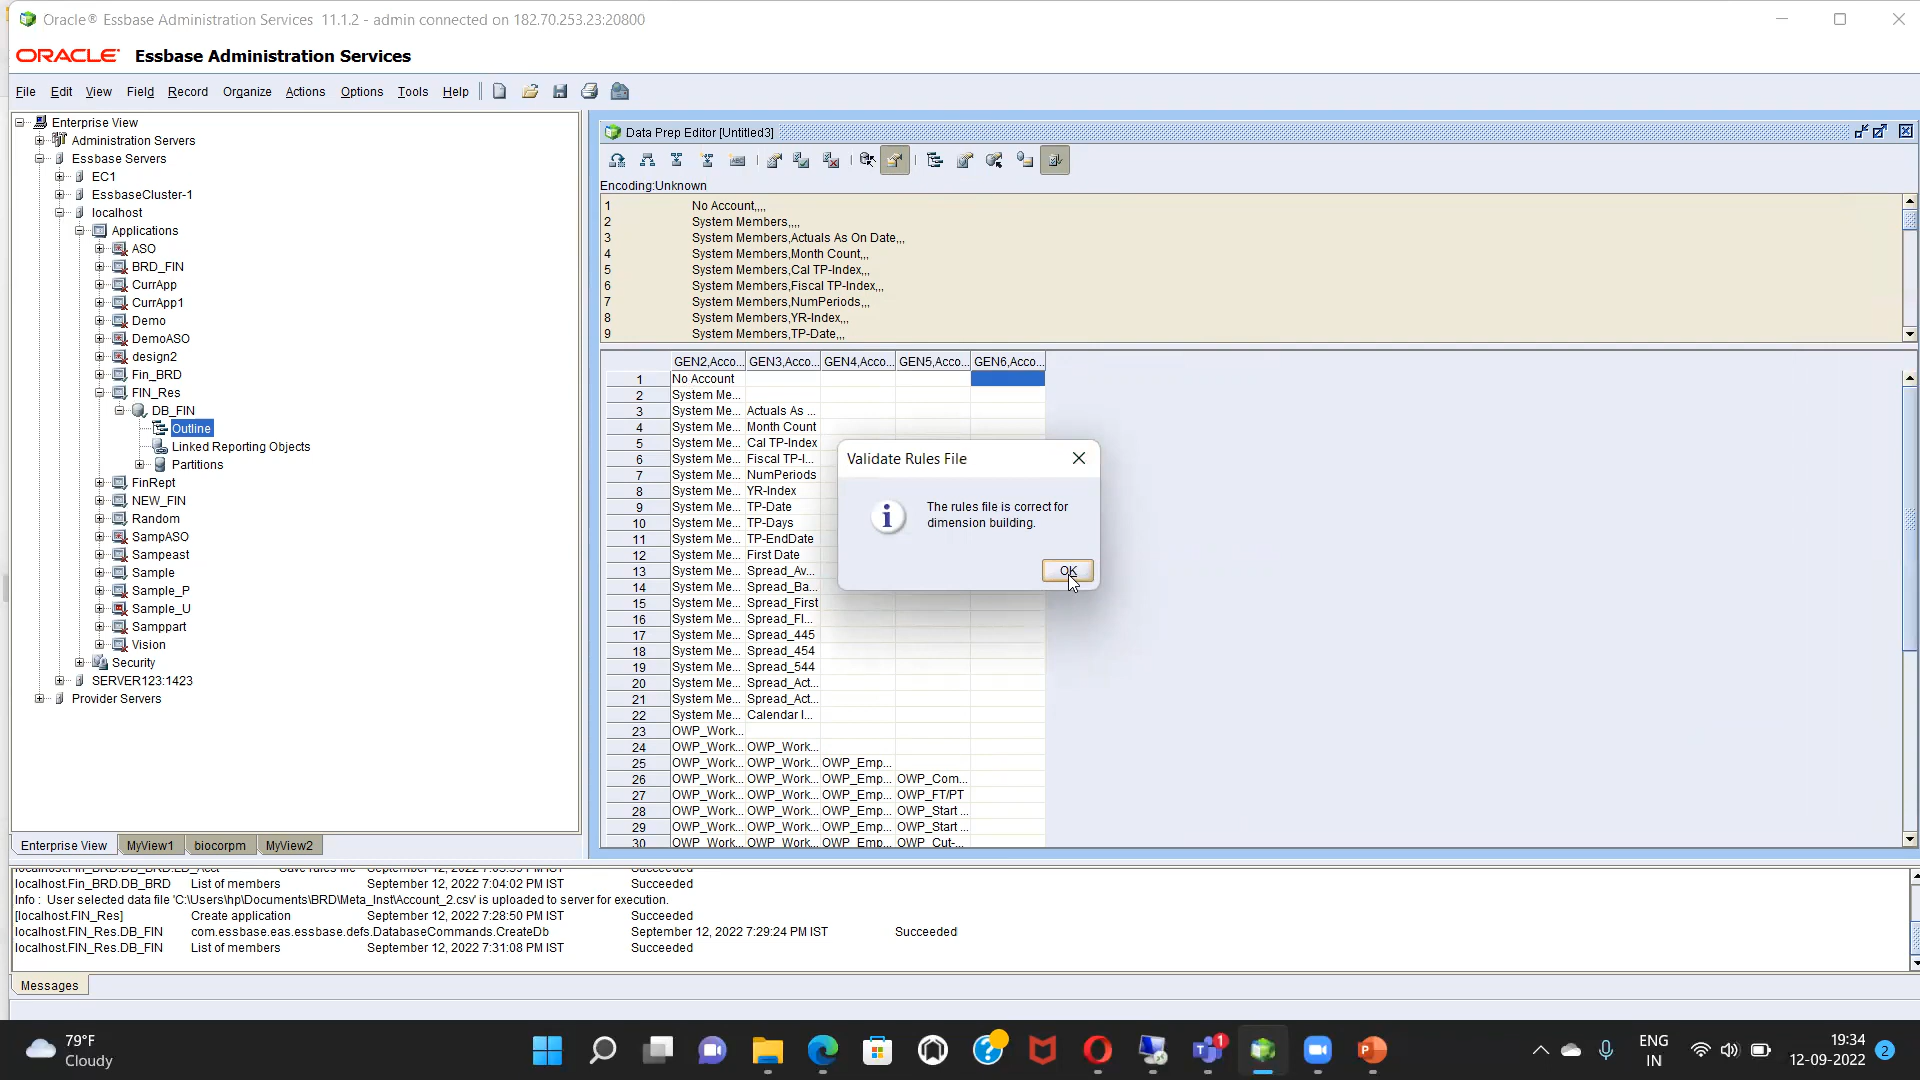 Oracle® Essbase Administration Services 11.1.2 - admin connected on 182.70.253.23:20800
ORACLE Essbase Administration Services
File Edit View Field Record Organize Actions Options Tools Help
Enterprise View
Administration Servers
Essbase Servers
EC1
EssbaseCluster-1
localhost
Applications
ASO
BRD_FIN
CurrApp
CurrApp1
Demo
DemoASO
design2
Fin_BRD
FIN_Res
DB_FIN
Outline
Linked Reporting Objects
Partitions
FinRept
NEW_FIN
Random
SampASO
Sampeast
Sample
Sample_P
Sample_U
Samppart
Vision
Security
SERVER123:1423
Provider Servers
Enterprise View MyView1 biocorpm MyView2
Data Prep Editor [Untitled3]
Encoding:Unknown
1 No Account,,,,
2 System Members,,,,
3 System Members,Actuals As On Date,,,
4 System Members,Month Count,,,
5 System Members,Cal TP-Index,,,
6 System Members,Fiscal TP-Index,,,
7 System Members,NumPeriods,,,
8 System Members,YR-Index,,,
9 System Members,TP-Date,,,
GEN2,Acco... GEN3,Acco... GEN4,Acco... GEN5,Acco... GEN6,Acco...
1 No Account
2 System Me...
3 System Me... Actuals As ...
4 System Me... Month Count
5 System Me... Cal TP-Index
6 System Me... Fiscal TP-I...
7 System Me... NumPeriods
8 System Me... YR-Index
9 System Me... TP-Date
10 System Me... TP-Days
11 System Me... TP-EndDate
12 System Me... First Date
13 System Me... Spread_Av...
14 System Me... Spread_Ba...
15 System Me... Spread_First
16 System Me... Spread_Fl...
17 System Me... Spread_445
18 System Me... Spread_454
19 System Me... Spread_544
20 System Me... Spread_Act...
21 System Me... Spread_Act...
22 System Me... Calendar I...
23 OWP_Work...
24 OWP_Work... OWP_Work...
25 OWP_Work... OWP_Work... OWP_Emp...
26 OWP_Work... OWP_Work... OWP_Emp... OWP_Com...
27 OWP_Work... OWP_Work... OWP_Emp... OWP_FT/PT
28 OWP_Work... OWP_Work... OWP_Emp... OWP_Start ...
29 OWP_Work... OWP_Work... OWP_Emp... OWP_Start ...
30 OWP_Work... OWP_Work... OWP_Emp... OWP_Cut-...
Validate Rules File
The rules file is correct for
dimension building.
OK
localhost.Fin_BRD.DB_BRD List of members September 12, 2022 7:04:02 PM IST Succeeded
Info : User selected data file 'C:\Users\hp\Documents\BRD\Meta_Inst\Account_2.csv' is uploaded to server for execution.
[localhost.FIN_Res] Create application September 12, 2022 7:28:50 PM IST Succeeded
localhost.FIN_Res.DB_FIN com.essbase.eas.essbase.defs.DatabaseCommands.CreateDb September 12, 2022 7:29:24 PM IST Succeeded
localhost.FIN_Res.DB_FIN List of members September 12, 2022 7:31:08 PM IST Succeeded
Messages
79°F
Cloudy
1
ENG
IN
19:34
12-09-2022
2